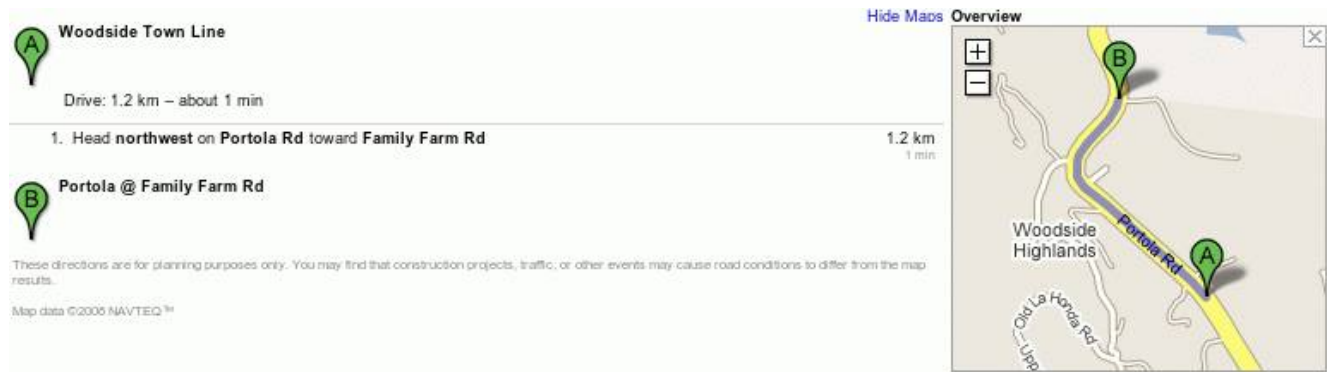 Hide Maps
Overview
A
Woodside Town Line
Drive: 1.2 km – about 1 min
1. Head northwest on Portola Rd toward Family Farm Rd
1.2 km
1 min
B
Portola @ Family Farm Rd
These directions are for planning purposes only. You may find that construction projects, traffic, or other events may cause road conditions to differ from the map
results.
Map data ©2006 NAVTEQ™
+
−
B
Portola Rd
A
Woodside
Highlands
Old La Honda Rd
Upp